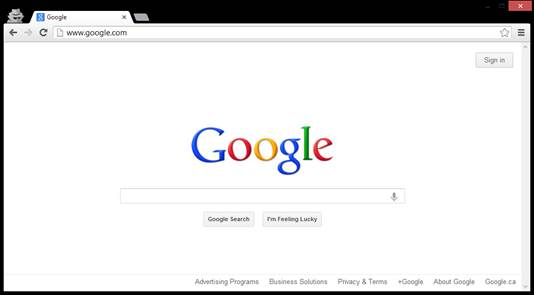 Google
www.google.com
Sign in
Google
Google Search I'm Feeling Lucky
Advertising Programs Business Solutions Privacy & Terms +Google About Google Google.ca